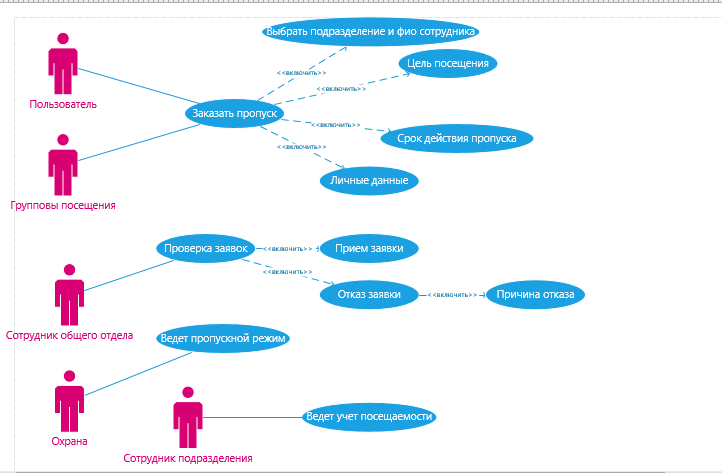 Выбрать подразделение и фио сотрудника
Цель посещения
<<включить>>
<<включить>>
Пользователь
Заказать пропуск
<<включить>>
Срок действия пропуска
<<включить>>
Личные данные
Групповы посещения
Проверка заявок
<<включить>>
Прием заявки
<<включить>>
Отказ заявки
<<включить>>
Причина отказа
Сотрудник общего отдела
Ведет пропускной режим
Ведет учет посещаемости
Охрана
Сотрудник подразделения